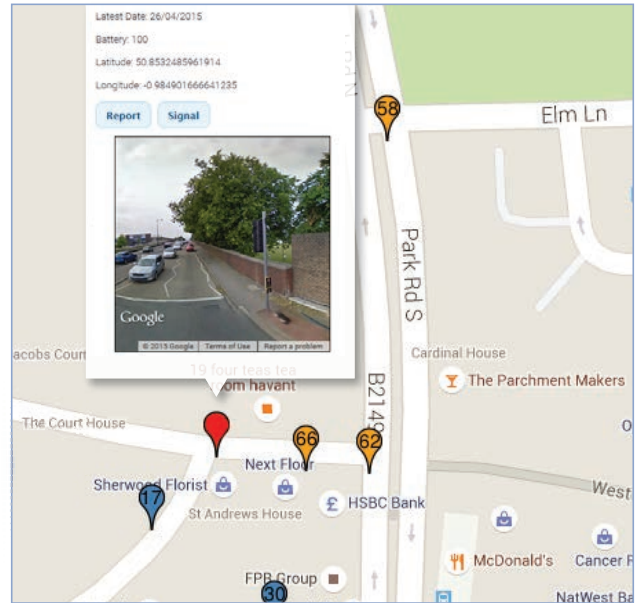 Latest Date: 26/04/2015
Battery: 100
Latitude: 50.8532485961914
Longitude: -0.984901666641235
Report Signal
Google
© 2015 Google Terms of Use Report a problem
58
Elm Ln
Park Rd S
acobs Court
19 four teas tea
room havant
Cardinal House
The Parchment Makers
B2149
The Court House
66
62
Next Floor
Sherwood Florist
17
St Andrews House
£ HSBC Bank
West
McDonald's
Cancer R
FPB Group
30
NatWest Ba